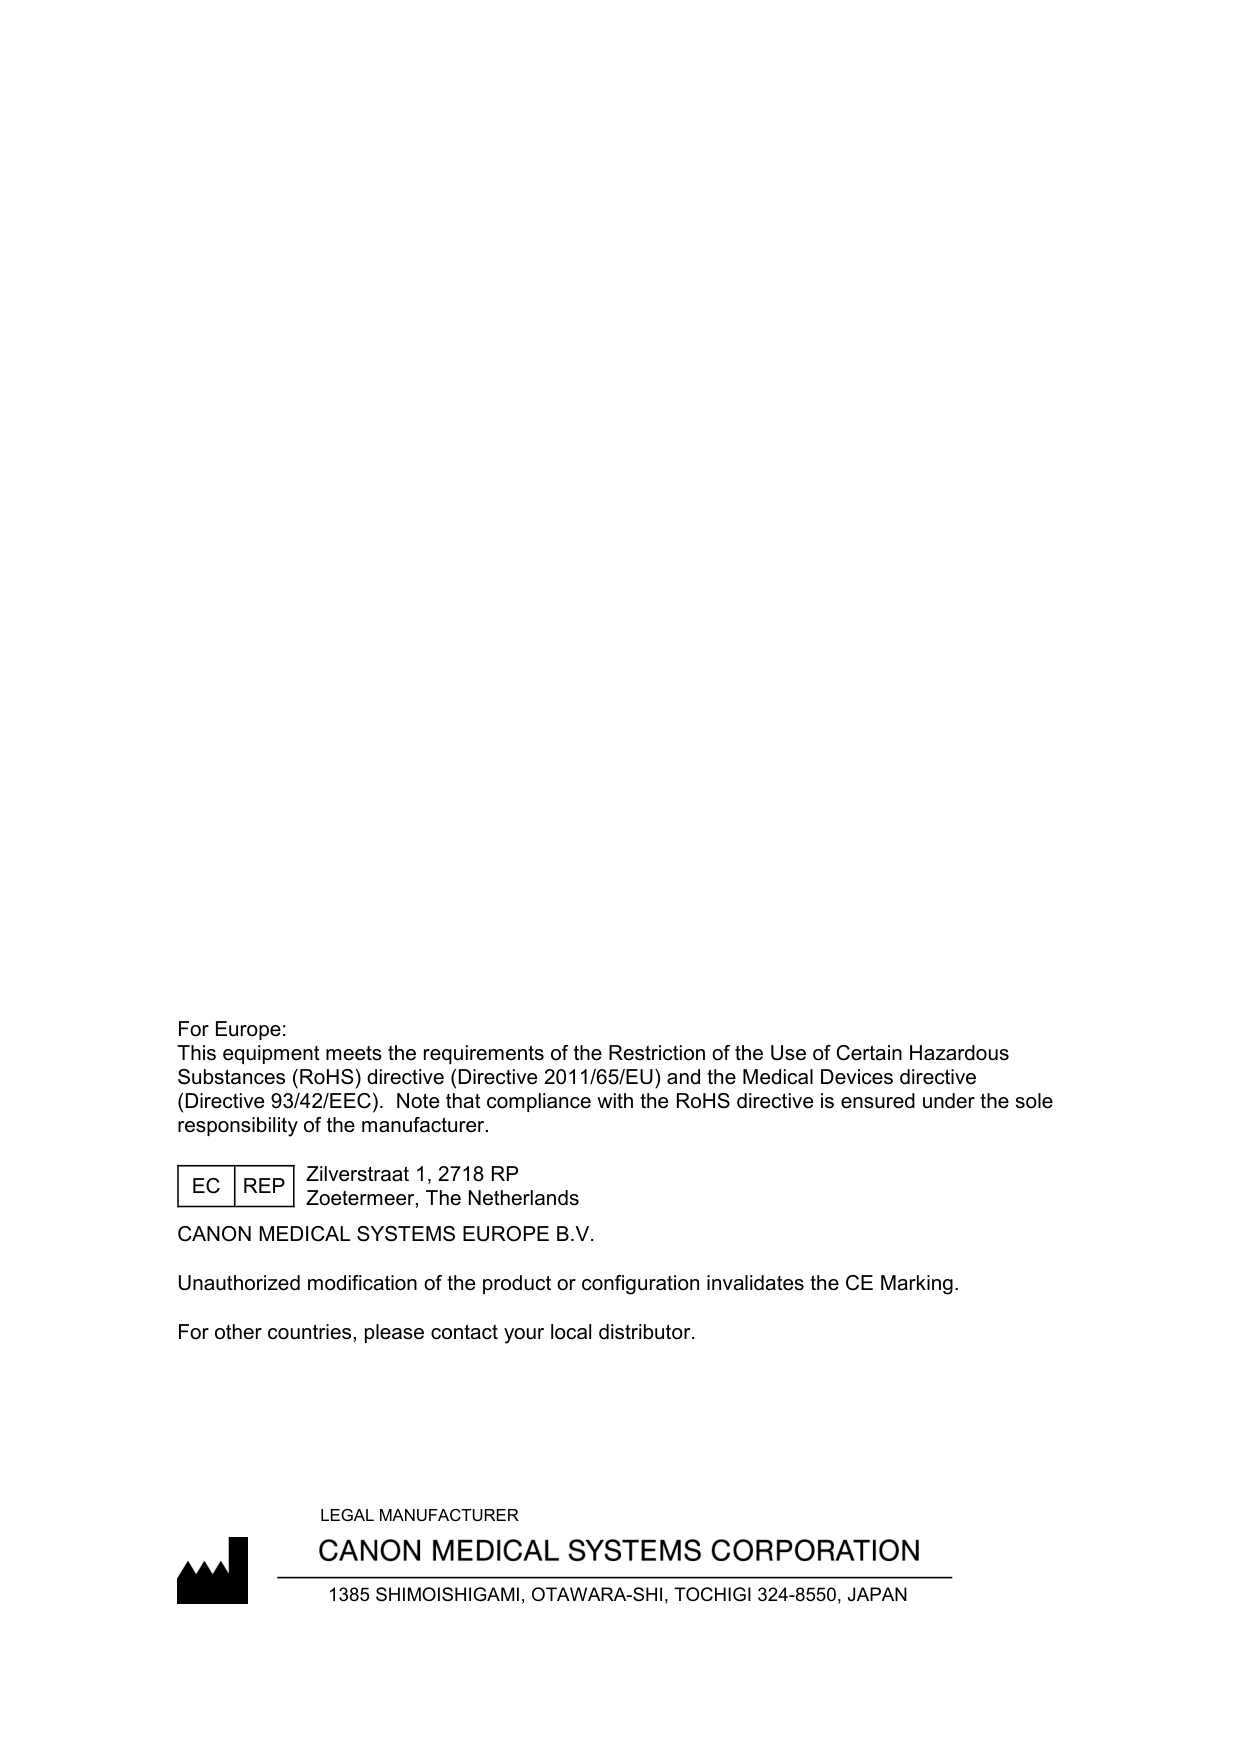 For Europe:
This equipment meets the requirements of the Restriction of the Use of Certain Hazardous
Substances (RoHS) directive (Directive 2011/65/EU) and the Medical Devices directive
(Directive 93/42/EEC).  Note that compliance with the RoHS directive is ensured under the sole
responsibility of the manufacturer.
EC REP
Zilverstraat 1, 2718 RP
Zoetermeer, The Netherlands
CANON MEDICAL SYSTEMS EUROPE B.V.
Unauthorized modification of the product or configuration invalidates the CE Marking.
For other countries, please contact your local distributor.
LEGAL MANUFACTURER
CANON MEDICAL SYSTEMS CORPORATION
1385 SHIMOISHIGAMI, OTAWARA-SHI, TOCHIGI 324-8550, JAPAN